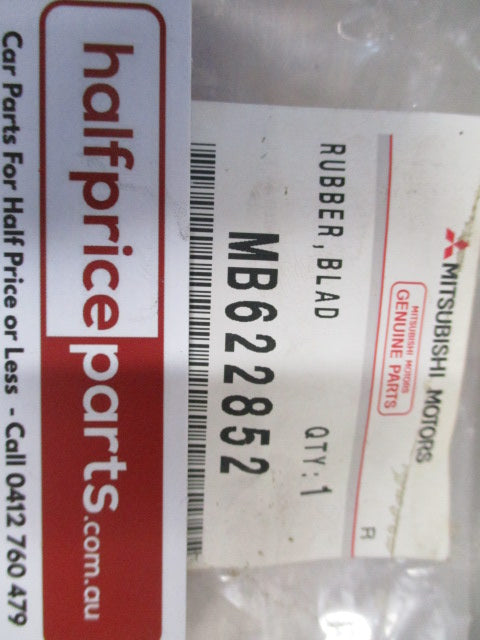 MITSUBISHI MOTORS
MITSUBISHI MOTORS
GENUINE PARTS
R
RUBBER, BLAD
QTY:1
MB622852
halfpriceparts.com.au
Car Parts For Half Price or Less - Call 0412 760 479